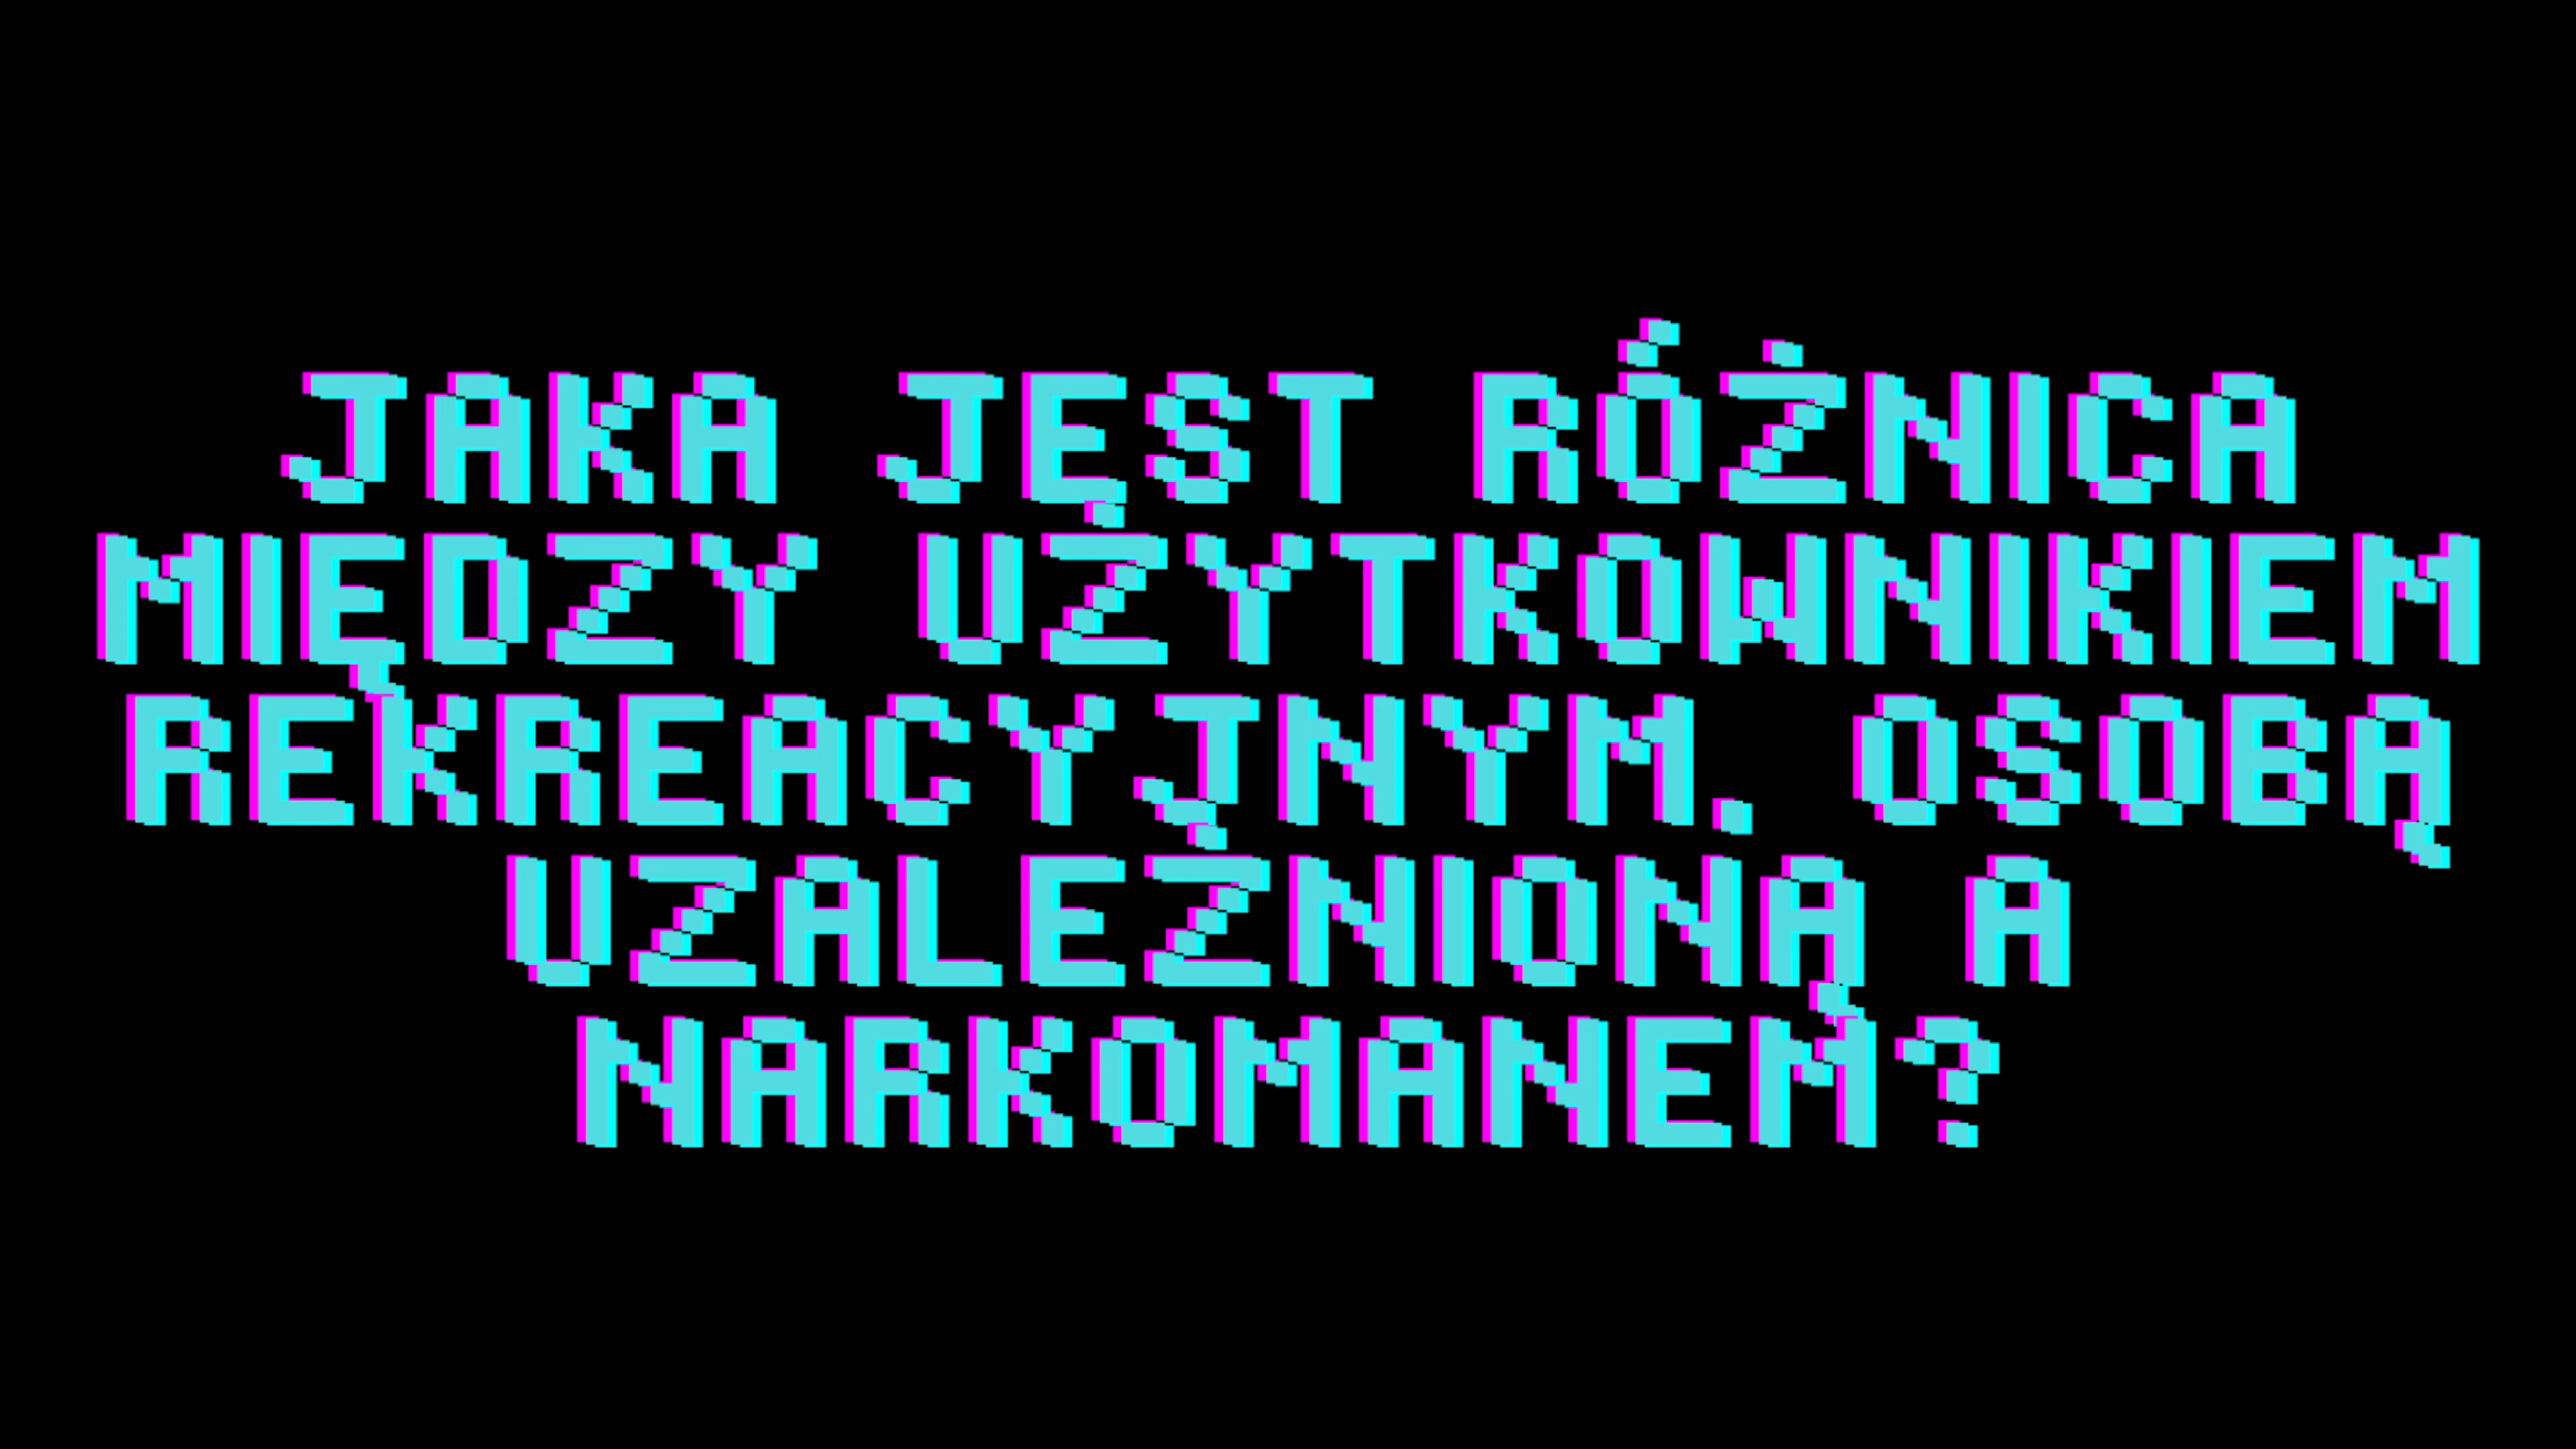 JAKA JEST RÓŻNICA
MIĘDZY UŻYTKOWNIKIEM
REKREACYJNYM, OSOBĄ
UZALEŻNIONĄ A
NARKOMANEM?